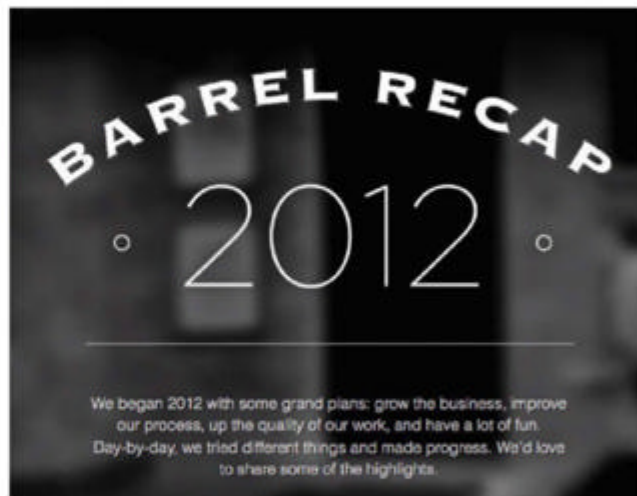 BARREL RECAP
2012
We began 2012 with some grand plans: grow the business, improve
our process, up the quality of our work, and have a lot of fun.
Day-by-day, we tried different things and made progress. We'd love
to share some of the highlights.